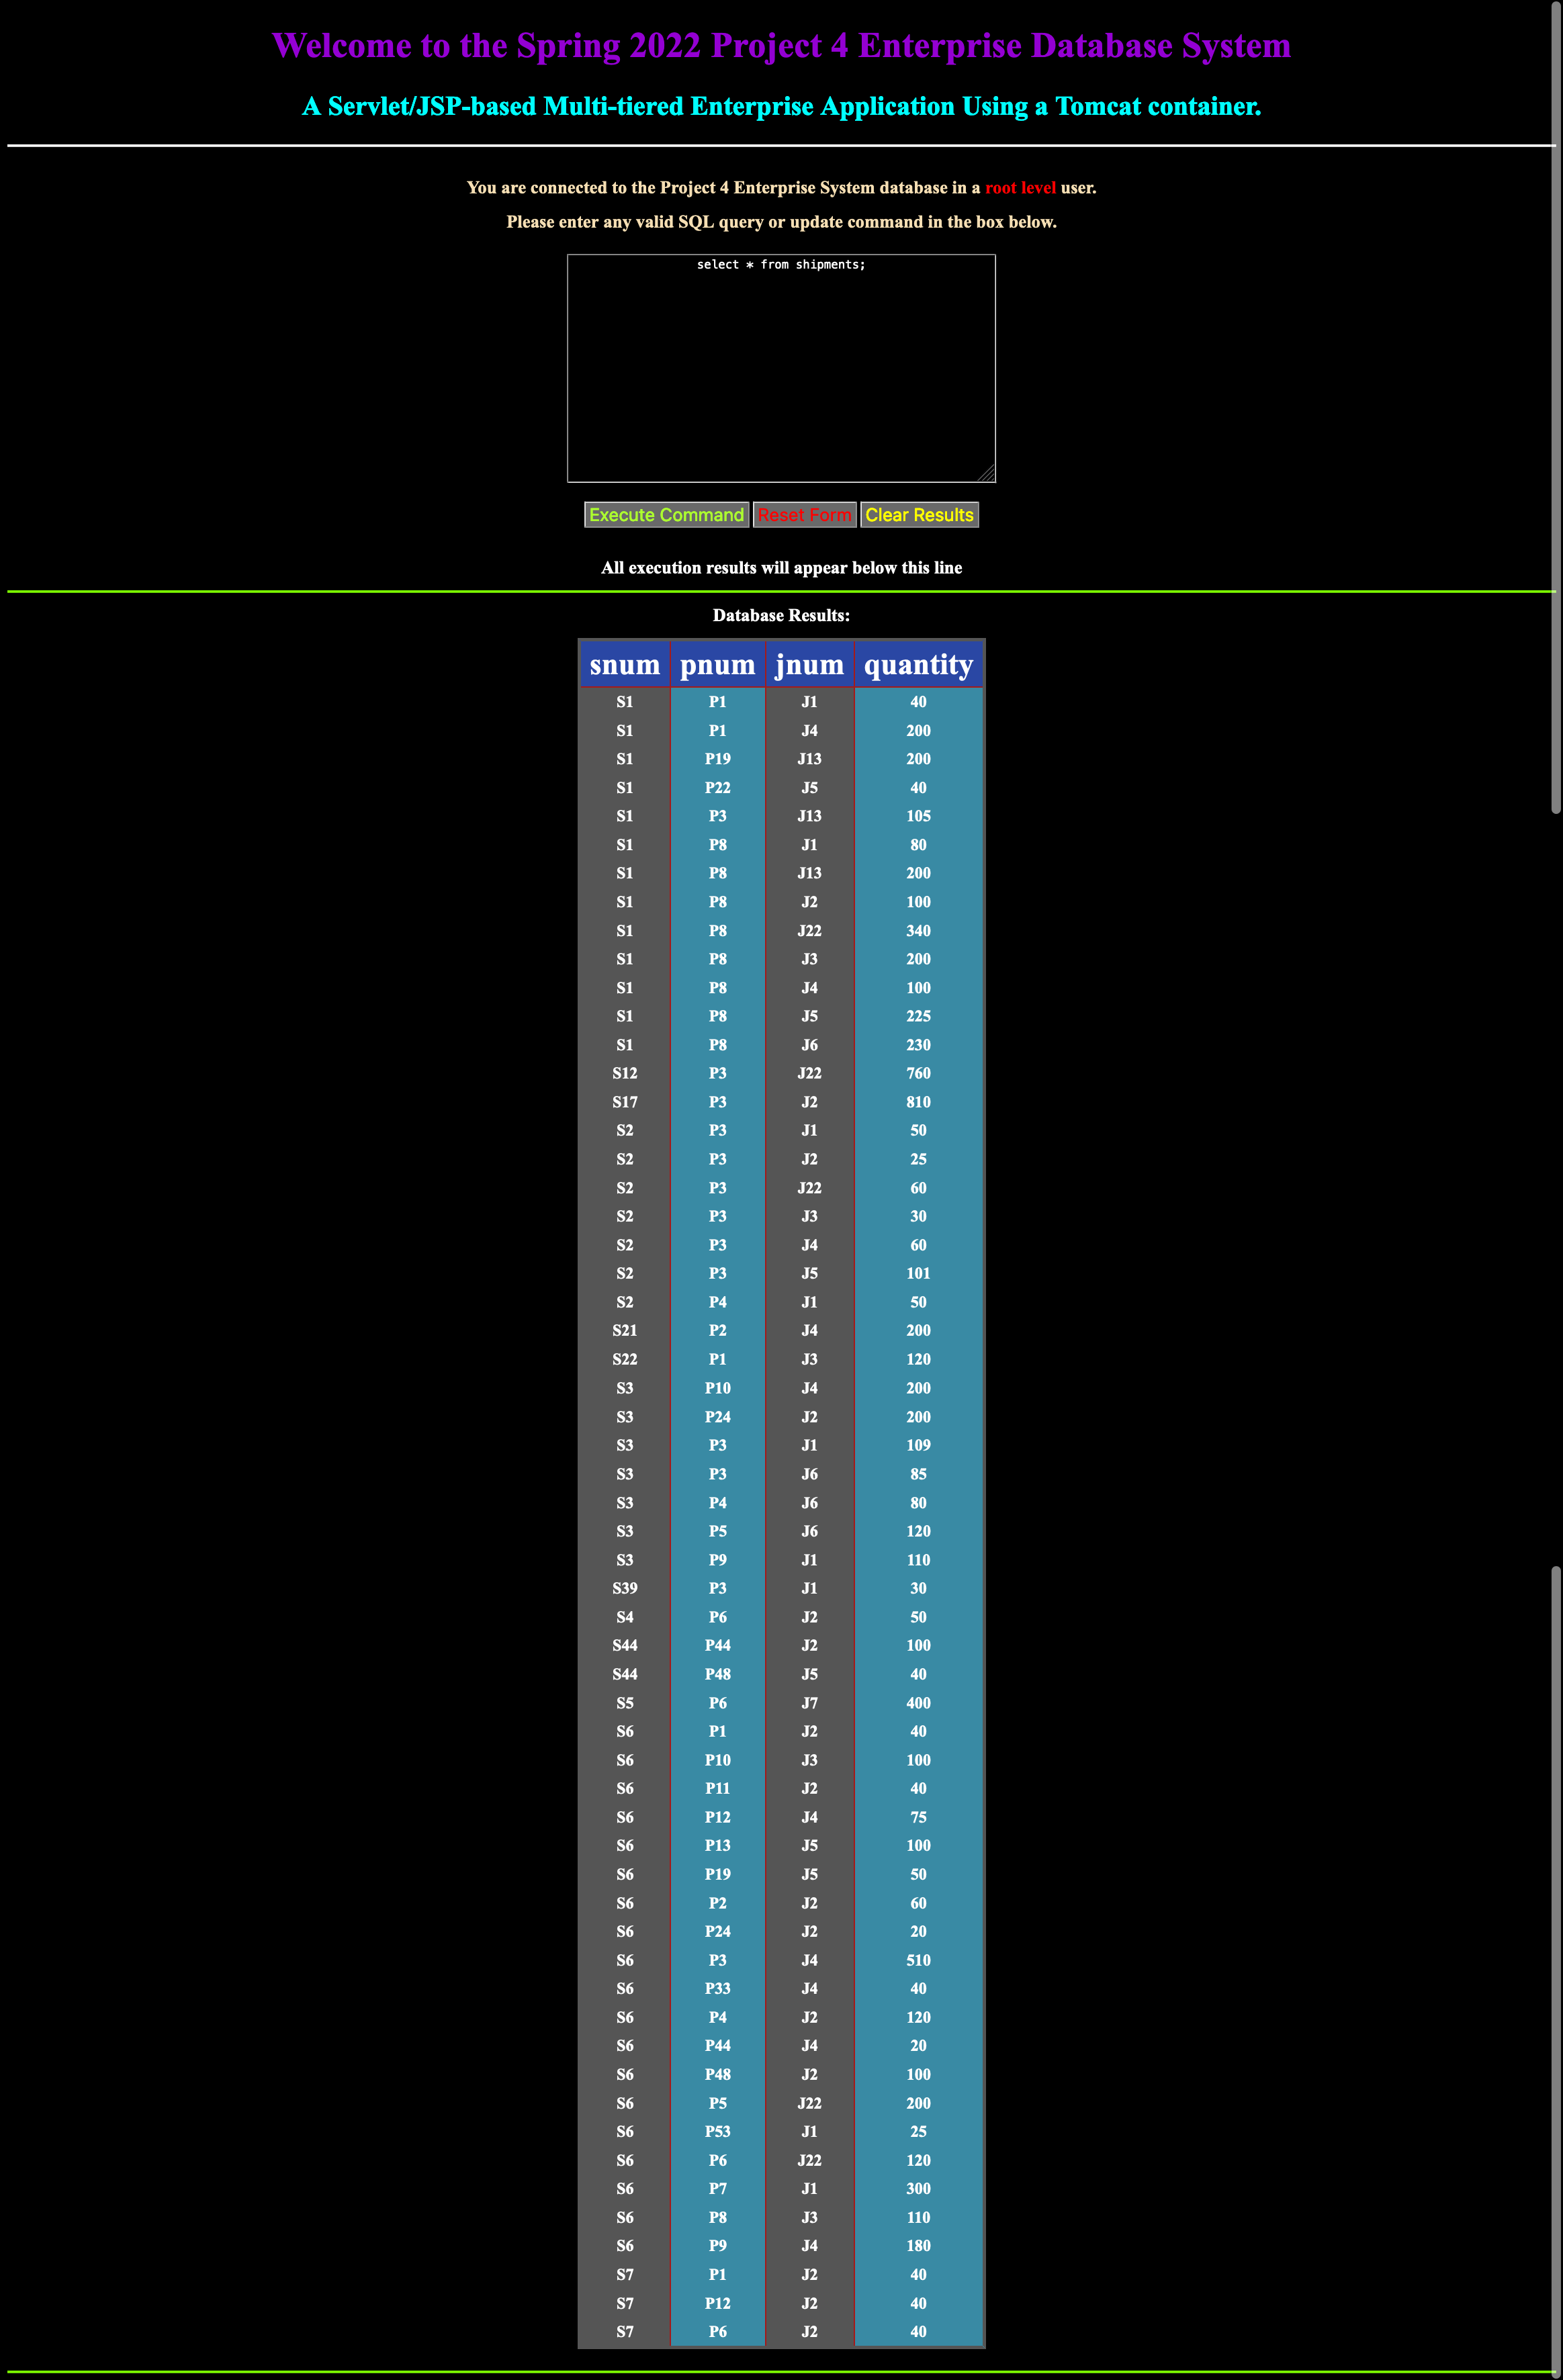 Welcome to the Spring 2022 Project 4 Enterprise Database System
A Servlet/JSP-based Multi-tiered Enterprise Application Using a Tomcat container.
You are connected to the Project 4 Enterprise System database in a root level user.
Please enter any valid SQL query or update command in the box below.
select * from shipments;
Execute Command Reset Form Clear Results
All execution results will appear below this line
Database Results:
snum pnum jnum quantity
S1 P1 J1 40
S1 P1 J4 200
S1 P19 J13 200
S1 P22 J5 40
S1 P3 J13 105
S1 P8 J1 80
S1 P8 J13 200
S1 P8 J2 100
S1 P8 J22 340
S1 P8 J3 200
S1 P8 J4 100
S1 P8 J5 225
S1 P8 J6 230
S12 P3 J22 760
S17 P3 J2 810
S2 P3 J1 50
S2 P3 J2 25
S2 P3 J22 60
S2 P3 J3 30
S2 P3 J4 60
S2 P3 J5 101
S2 P4 J1 50
S21 P2 J4 200
S22 P1 J3 120
S3 P10 J4 200
S3 P24 J2 200
S3 P3 J1 109
S3 P3 J6 85
S3 P4 J6 80
S3 P5 J6 120
S3 P9 J1 110
S39 P3 J1 30
S4 P6 J2 50
S44 P44 J2 100
S44 P48 J5 40
S5 P6 J7 400
S6 P1 J2 40
S6 P10 J3 100
S6 P11 J2 40
S6 P12 J4 75
S6 P13 J5 100
S6 P19 J5 50
S6 P2 J2 60
S6 P24 J2 20
S6 P3 J4 510
S6 P33 J4 40
S6 P4 J2 120
S6 P44 J4 20
S6 P48 J2 100
S6 P5 J22 200
S6 P53 J1 25
S6 P6 J22 120
S6 P7 J1 300
S6 P8 J3 110
S6 P9 J4 180
S7 P1 J2 40
S7 P12 J2 40
S7 P6 J2 40